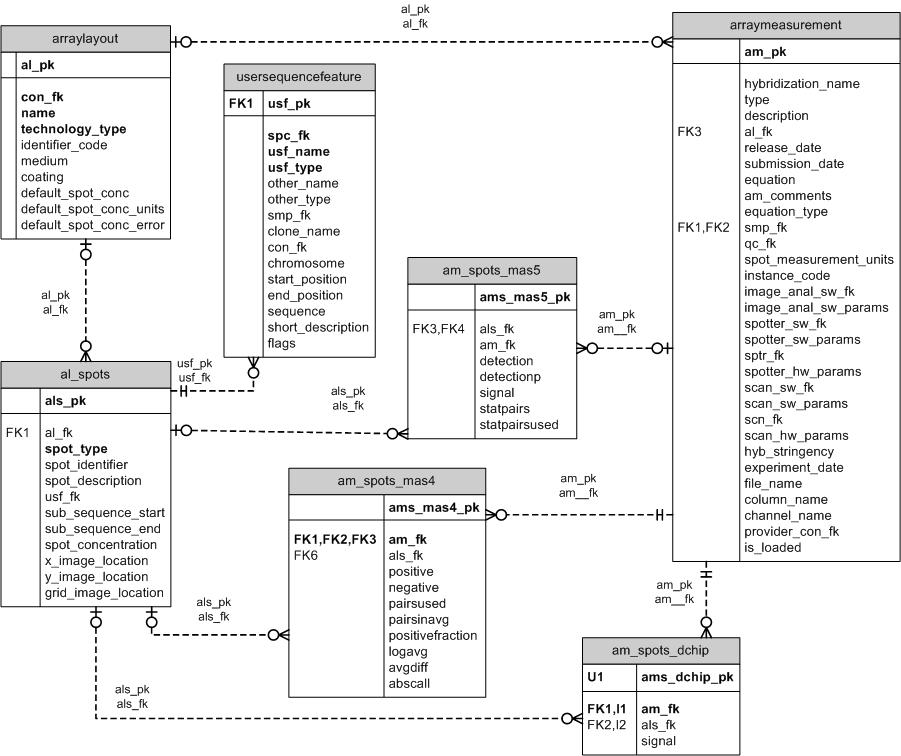 al_pk
al_fk
arraylayout
al_pk
con_fk
name
technology_type
identifier_code
medium
coating
default_spot_conc
default_spot_conc_units
default_spot_conc_error
usersequencefeature
FK1 usf_pk
spc_fk
usf_name
usf_type
other_name
other_type
smp_fk
clone_name
con_fk
chromosome
start_position
end_position
sequence
short_description
flags
arraymeasurement
am_pk
hybridization_name
type
description
FK3 al_fk
release_date
submission_date
equation
am_comments
equation_type
FK1,FK2 smp_fk
qc_fk
spot_measurement_units
instance_code
image_anal_sw_fk
image_anal_sw_params
spotter_sw_fk
spotter_sw_params
sptr_fk
spotter_hw_params
scan_sw_fk
scan_sw_params
scn_fk
scan_hw_params
hyb_stringency
experiment_date
file_name
column_name
channel_name
provider_con_fk
is_loaded
al_pk
al_fk
am_spots_mas5
ams_mas5_pk
FK3,FK4 als_fk
am_fk
detection
detectionp
signal
statpairs
statpairsused
am_pk
am__fk
usf_pk
usf_fk
al_spots
als_pk
FK1 al_fk
spot_type
spot_identifier
spot_description
usf_fk
sub_sequence_start
sub_sequence_end
spot_concentration
x_image_location
y_image_location
grid_image_location
als_pk
als_fk
am_spots_mas4
ams_mas4_pk
FK1,FK2,FK3 am_fk
FK6 als_fk
positive
negative
pairsused
pairsinavg
positivefraction
logavg
avgdiff
abscall
am_pk
am__fk
als_pk
als_fk
am_pk
am__fk
am_spots_dchip
U1 ams_dchip_pk
FK1,I1 am_fk
FK2,I2 als_fk
signal
als_pk
als_fk